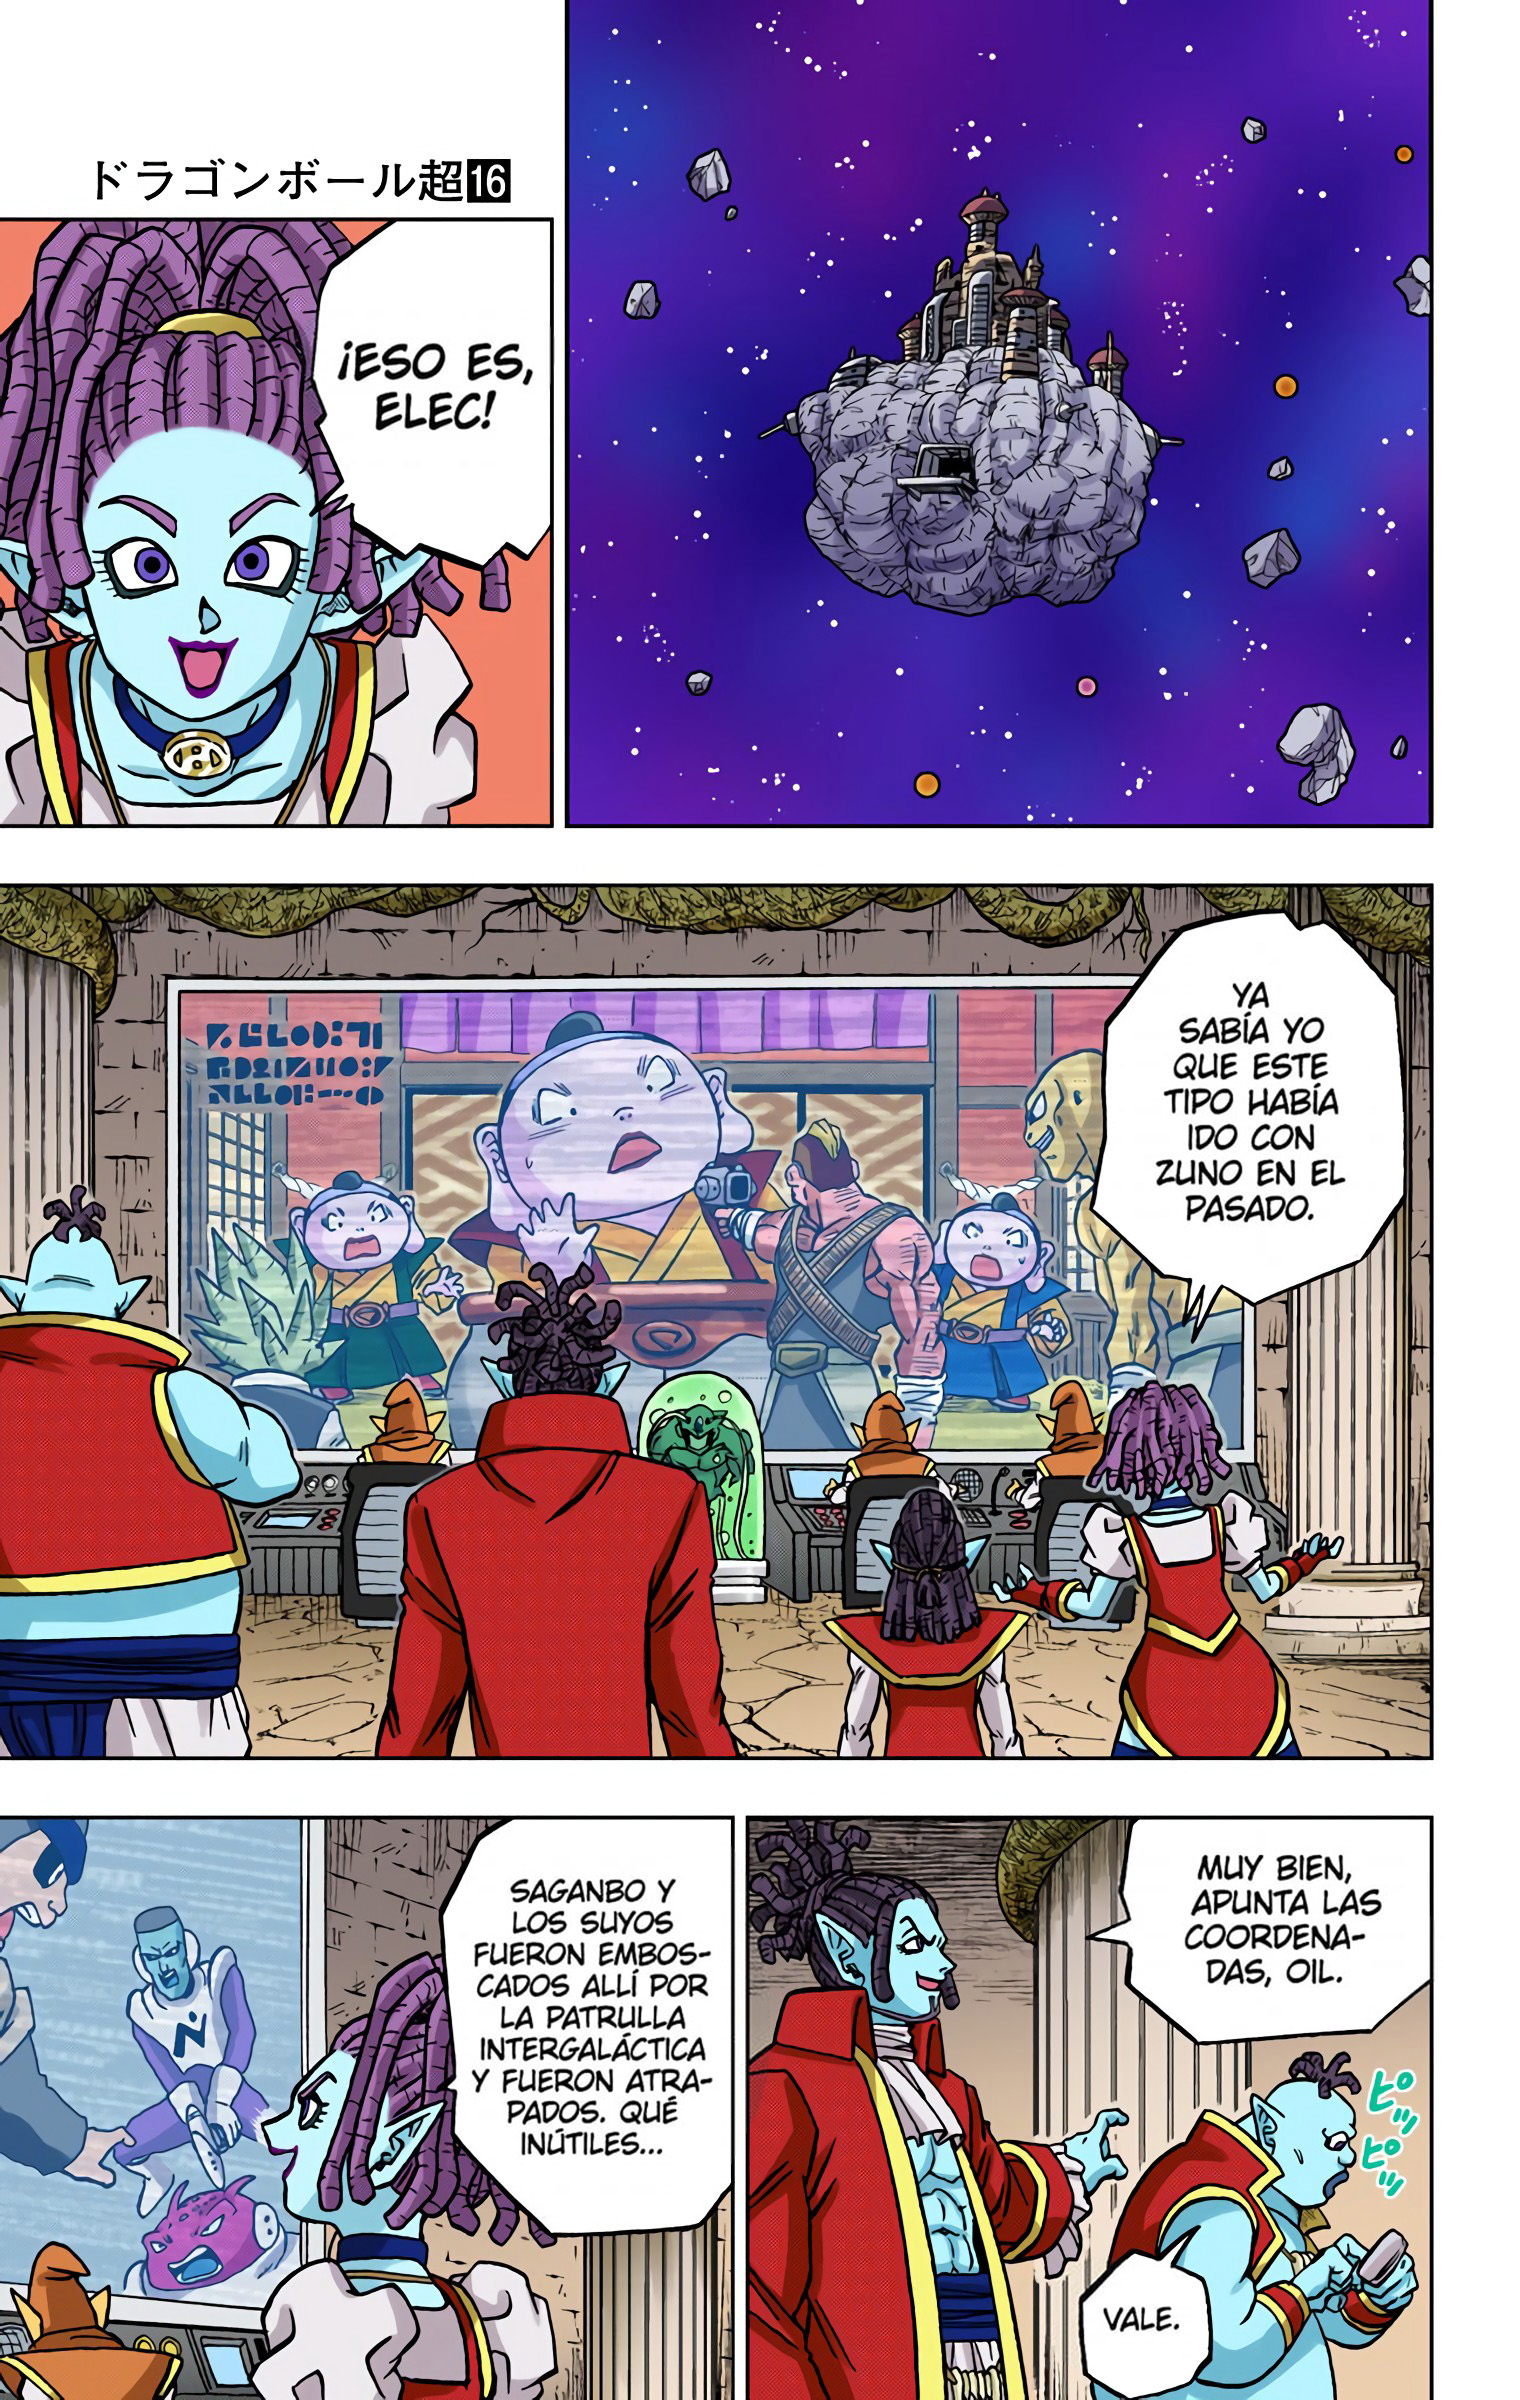 ドラゴンボール超16
¡ESO ES,
ELEC!
YA
SABÍA YO
QUE ESTE
TIPO HABÍA
IDO CON
ZUNO EN EL
PASADO.
MUY BIEN,
APUNTA LAS
COORDENA-
DAS, OIL.
ピッ
ピッ
VALE.
SAGANBO Y
LOS SUYOS
FUERON EMBOS-
CADOS ALLÍ POR
LA PATRULLA
INTERGALÁCTICA
Y FUERON ATRA-
PADOS. QUÉ
INÚTILES...